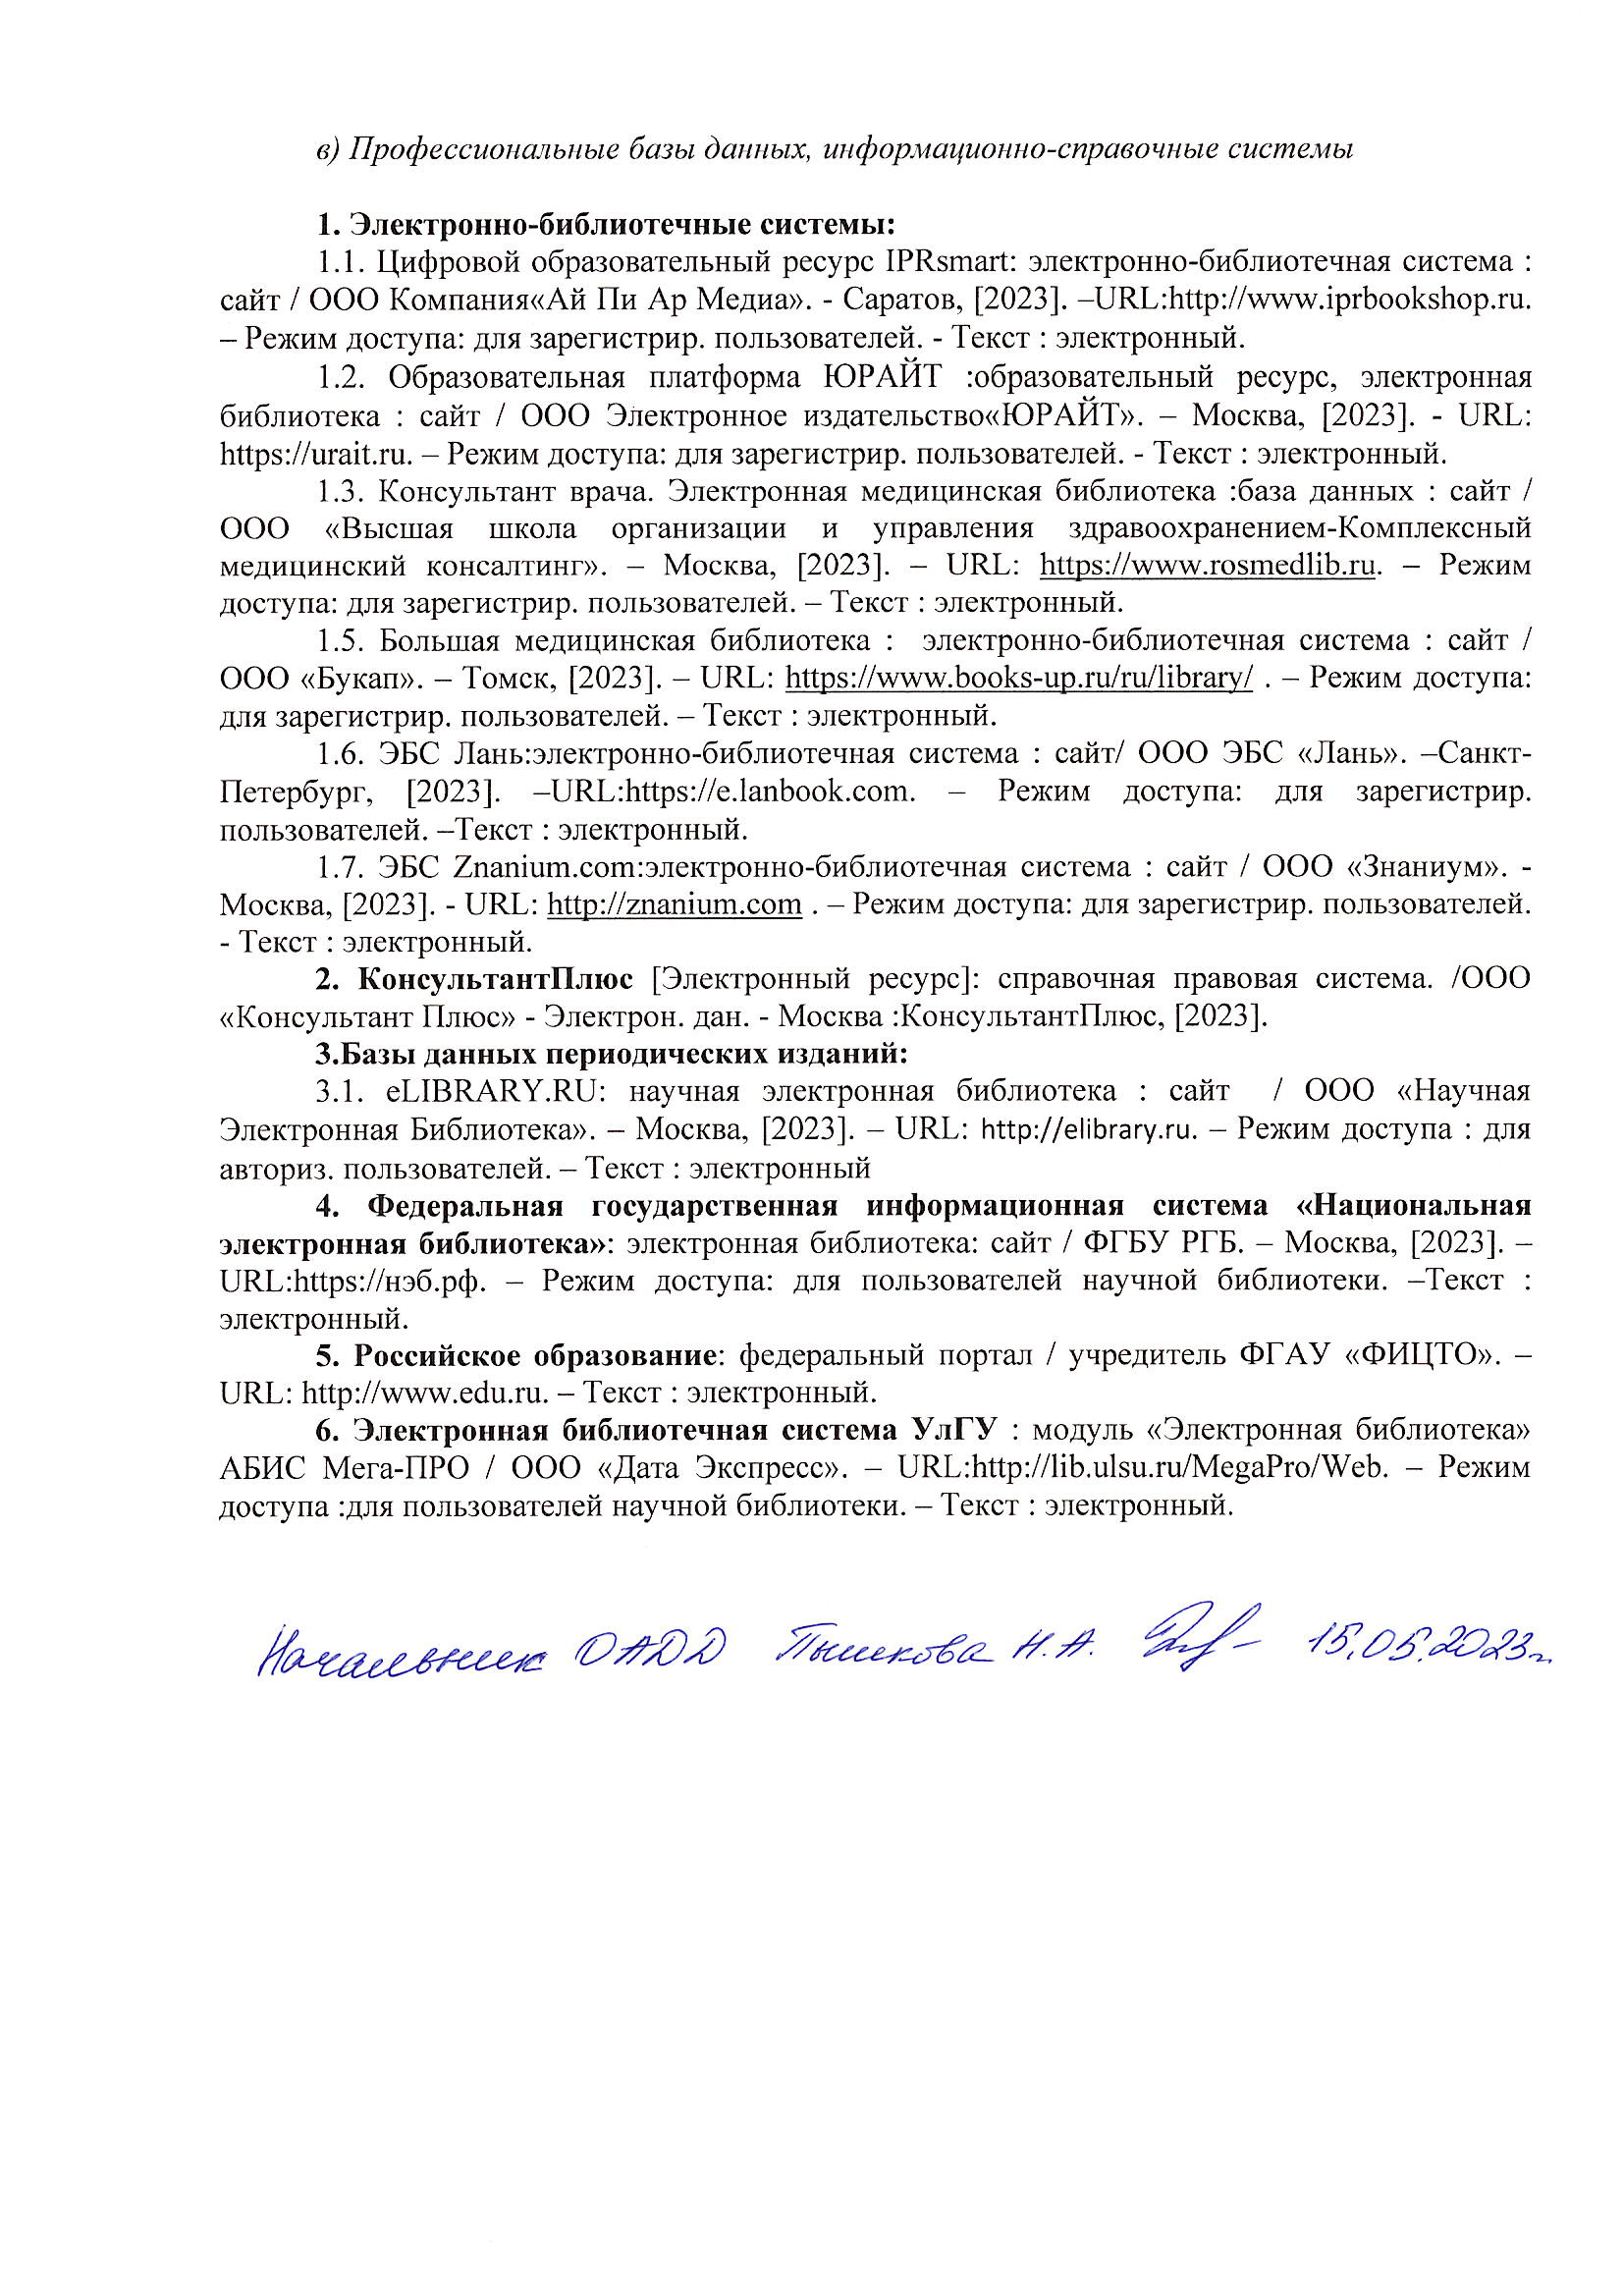 в) Профессиональные базы данных, информационно-справочные системы
1. Электронно-библиотечные системы:
1.1. Цифровой образовательный ресурс IPRsmart: электронно-библиотечная система :
сайт / ООО Компания«Ай Пи Ар Медиа». - Саратов, [2023]. –URL:http://www.iprbookshop.ru.
– Режим доступа: для зарегистрир. пользователей. - Текст : электронный.
1.2. Образовательная платформа ЮРАЙТ :образовательный ресурс, электронная
библиотека : сайт / ООО Электронное издательство«ЮРАЙТ». – Москва, [2023]. - URL:
https://urait.ru. – Режим доступа: для зарегистрир. пользователей. - Текст : электронный.
1.3. Консультант врача. Электронная медицинская библиотека :база данных : сайт /
ООО «Высшая школа организации и управления здравоохранением-Комплексный
медицинский консалтинг». – Москва, [2023]. – URL: https://www.rosmedlib.ru. – Режим
доступа: для зарегистрир. пользователей. – Текст : электронный.
1.5. Большая медицинская библиотека : электронно-библиотечная система : сайт /
ООО «Букап». – Томск, [2023]. – URL: https://www.books-up.ru/ru/library/ . – Режим доступа:
для зарегистрир. пользователей. – Текст : электронный.
1.6. ЭБС Лань:электронно-библиотечная система : сайт/ ООО ЭБС «Лань». –Санкт-
Петербург, [2023]. –URL:https://e.lanbook.com. – Режим доступа: для зарегистрир.
пользователей. –Текст : электронный.
1.7. ЭБС Znanium.com:электронно-библиотечная система : сайт / ООО «Знаниум». -
Москва, [2023]. - URL: http://znanium.com . – Режим доступа: для зарегистрир. пользователей.
- Текст : электронный.
2. КонсультантПлюс [Электронный ресурс]: справочная правовая система. /ООО
«Консультант Плюс» - Электрон. дан. - Москва :КонсультантПлюс, [2023].
3.Базы данных периодических изданий:
3.1. eLIBRARY.RU: научная электронная библиотека : сайт / ООО «Научная
Электронная Библиотека». – Москва, [2023]. – URL: http://elibrary.ru. – Режим доступа : для
авториз. пользователей. – Текст : электронный
4. Федеральная государственная информационная система «Национальная
электронная библиотека»: электронная библиотека: сайт / ФГБУ РГБ. – Москва, [2023]. –
URL:https://нэб.рф. – Режим доступа: для пользователей научной библиотеки. –Текст :
электронный.
5. Российское образование: федеральный портал / учредитель ФГАУ «ФИЦТО». –
URL: http://www.edu.ru. – Текст : электронный.
6. Электронная библиотечная система УлГУ : модуль «Электронная библиотека»
АБИС Мега-ПРО / ООО «Дата Экспресс». – URL:http://lib.ulsu.ru/MegaPro/Web. – Режим
доступа :для пользователей научной библиотеки. – Текст : электронный.
Начальник ОАДД Пышкова Н.А. 15.05.2023г.